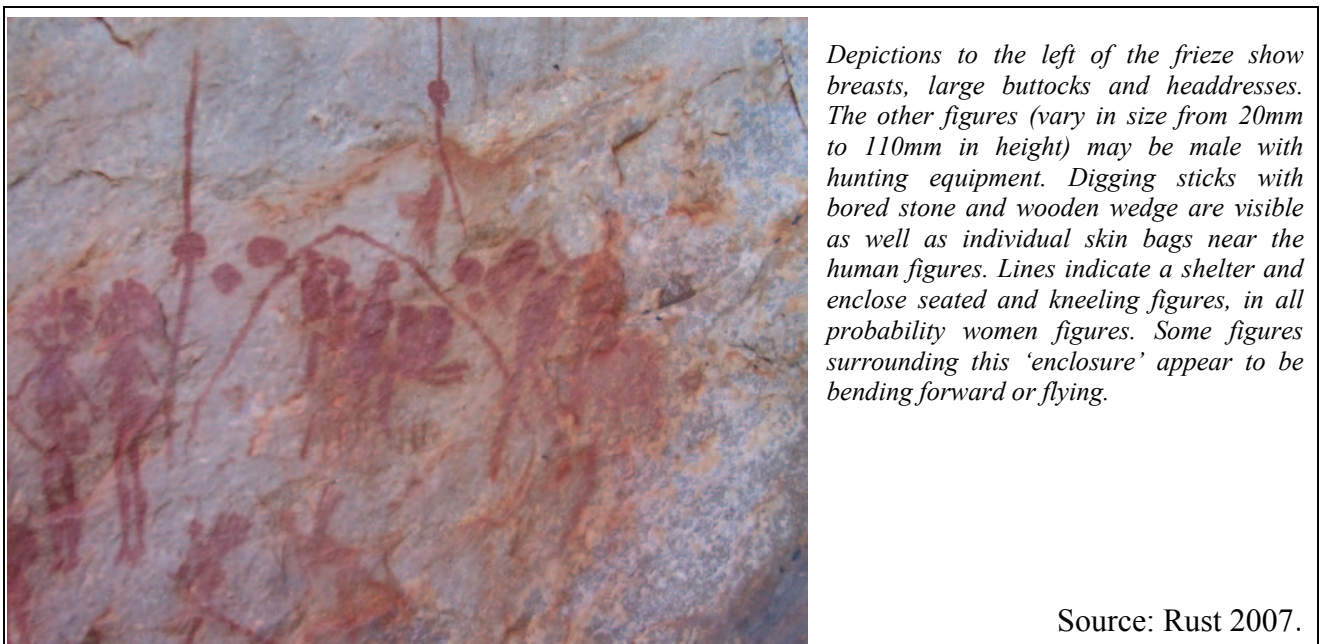 Depictions to the left of the frieze show
breasts, large buttocks and headdresses.
The other figures (vary in size from 20mm
to 110mm in height) may be male with
hunting equipment. Digging sticks with
bored stone and wooden wedge are visible
as well as individual skin bags near the
human figures. Lines indicate a shelter and
enclose seated and kneeling figures, in all
probability women figures. Some figures
surrounding this ‘enclosure’ appear to be
bending forward or flying.
Source: Rust 2007.